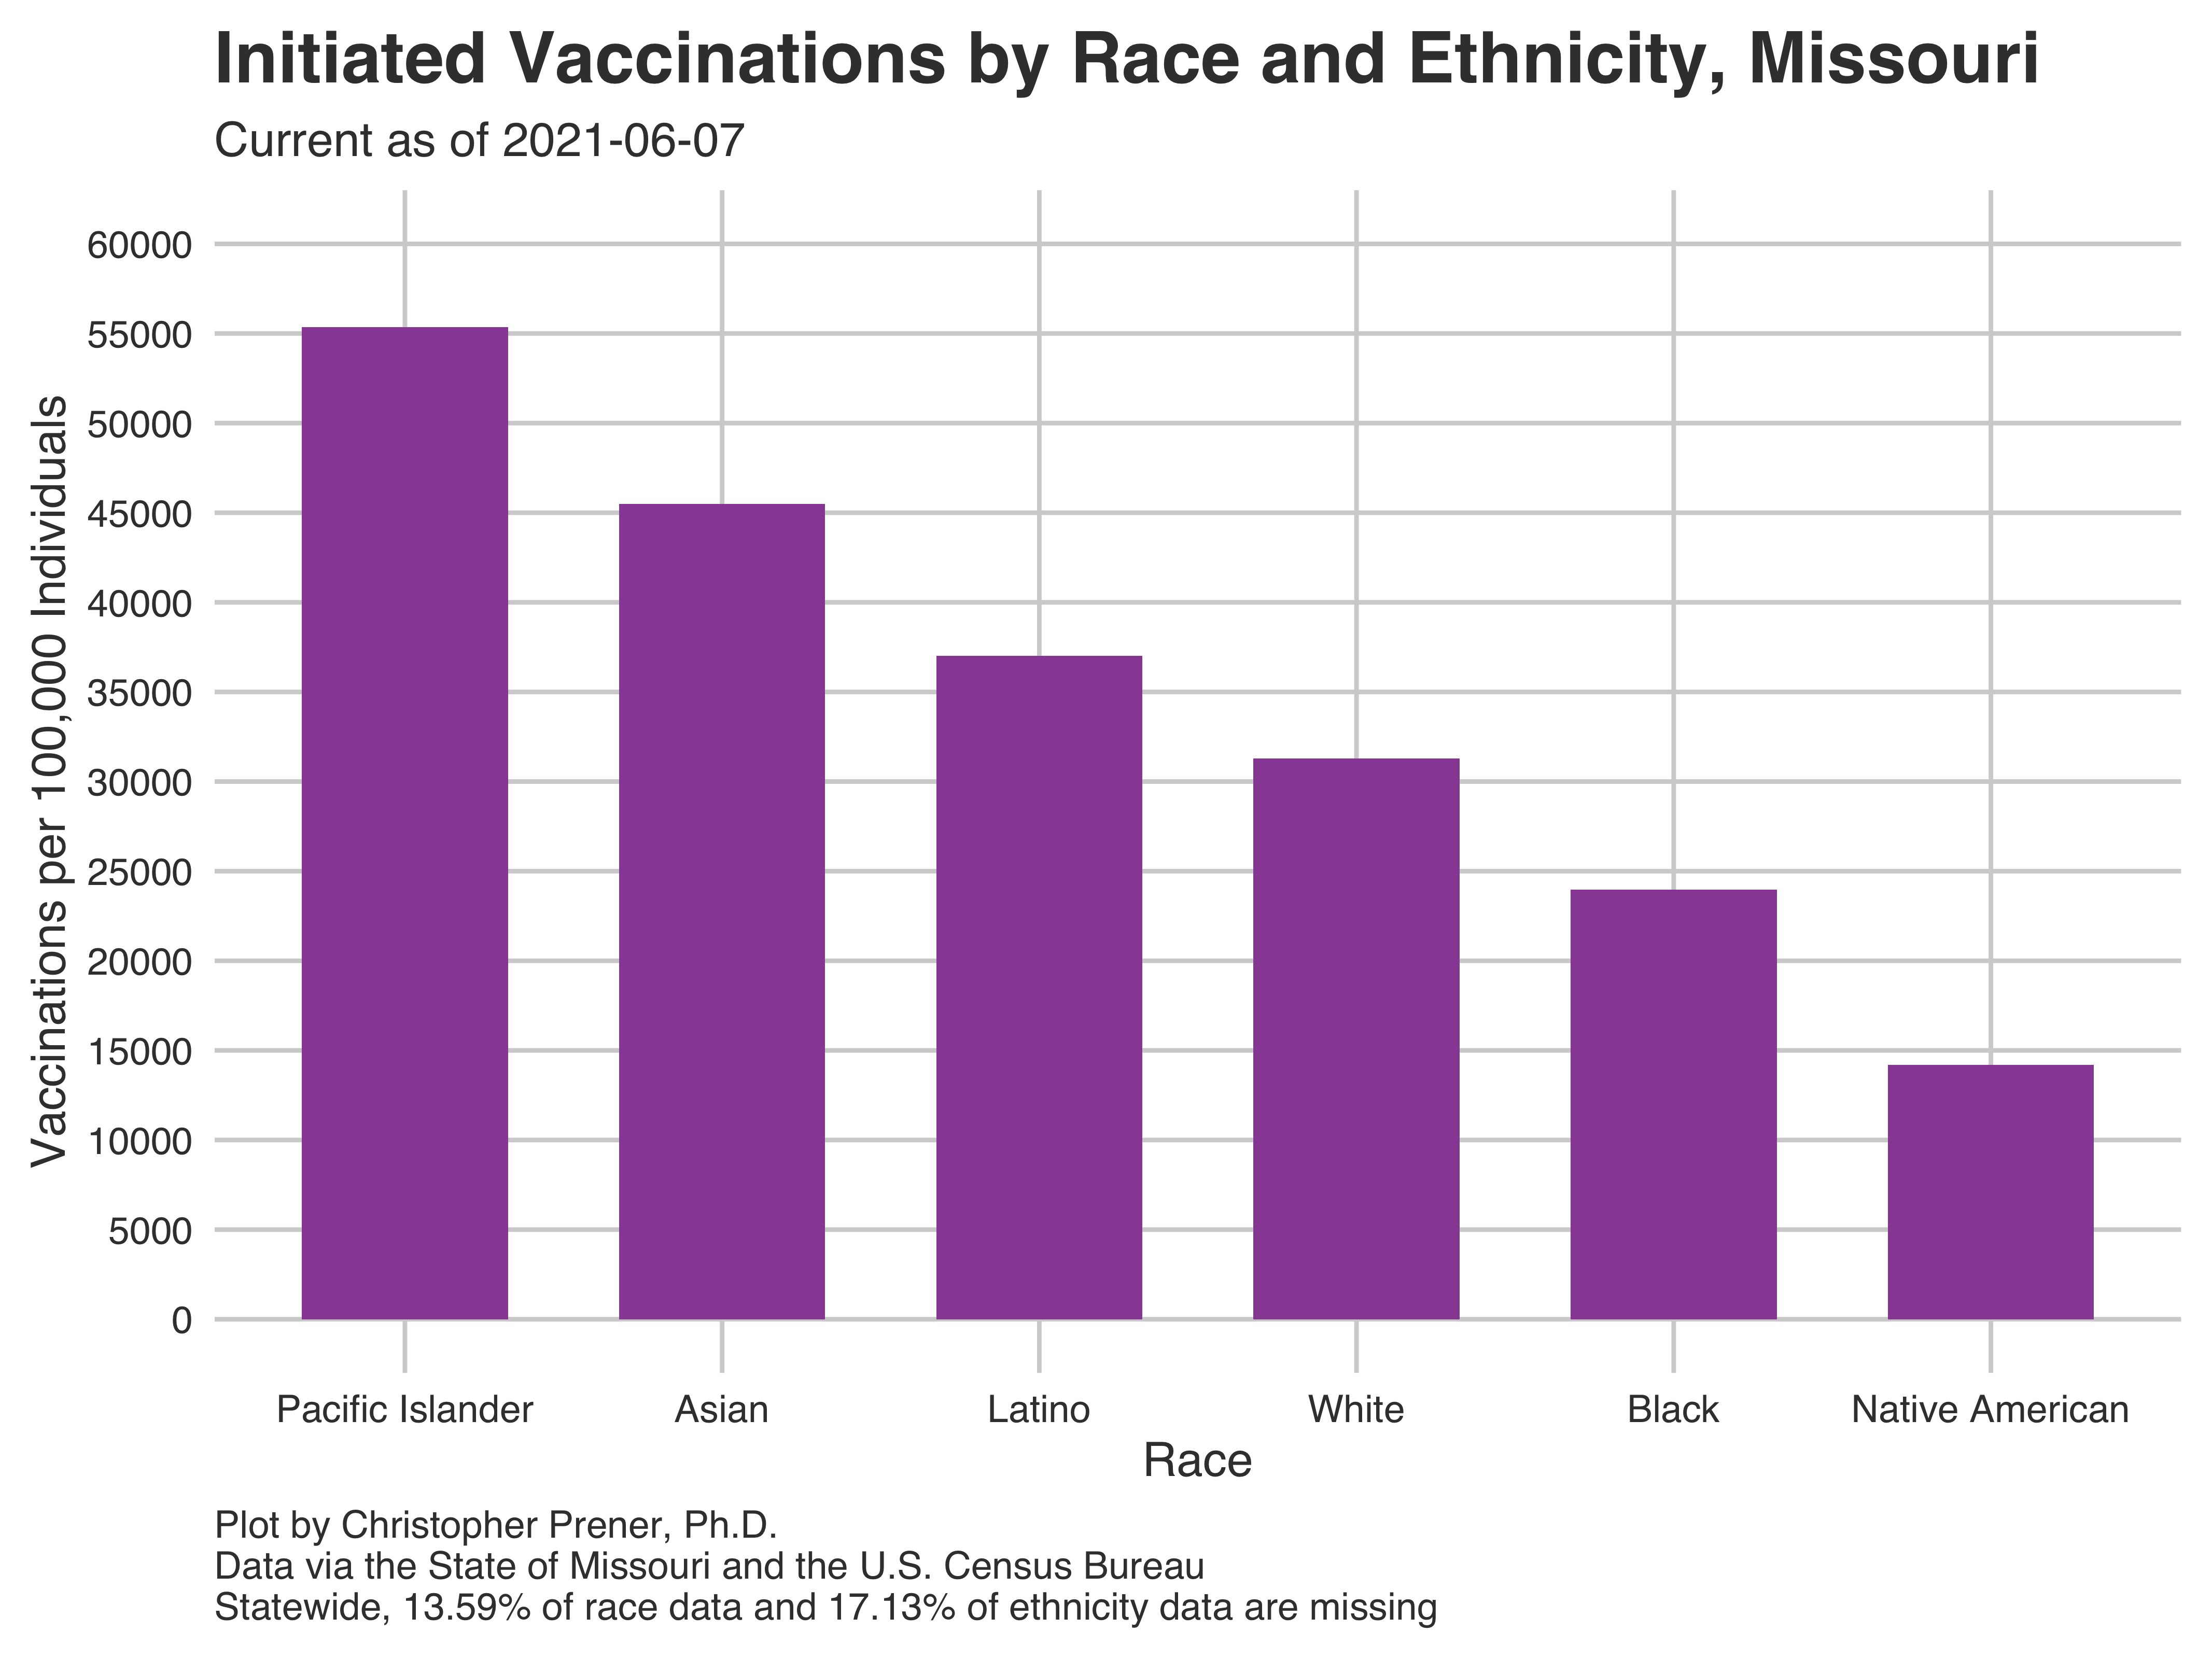 Initiated Vaccinations by Race and Ethnicity, Missouri
Current as of 2021-06-07
Vaccinations per 100,000 Individuals
60000
55000
50000
45000
40000
35000
30000
25000
20000
15000
10000
5000
0
Pacific Islander Asian Latino White Black Native American
Race
Plot by Christopher Prener, Ph.D.
Data via the State of Missouri and the U.S. Census Bureau
Statewide, 13.59% of race data and 17.13% of ethnicity data are missing